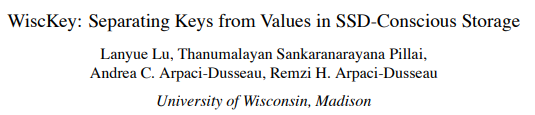 WiscKey: Separating Keys from Values in SSD-Conscious Storage
Lanyue Lu, Thanumalayan Sankaranarayana Pillai,
Andrea C. Arpaci-Dusseau, Remzi H. Arpaci-Dusseau
University of Wisconsin, Madison